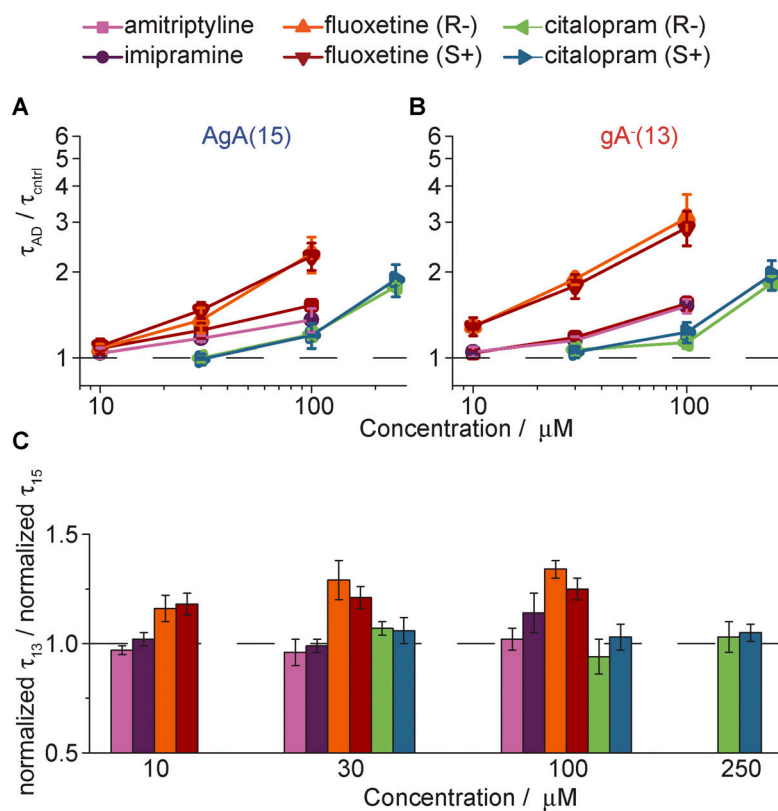 amitriptyline fluoxetine (R-) citalopram (R-)
imipramine fluoxetine (S+) citalopram (S+)
A B
AgA(15) gA⁻(13)
τAD / τcntrl
6 6
5 5
4 4
3 3
2 2
1 1
10 100 10 100
Concentration / μM
C
normalized τ13 / normalized τ15
1.5
1.0
0.5
10 30 100 250
Concentration / μM